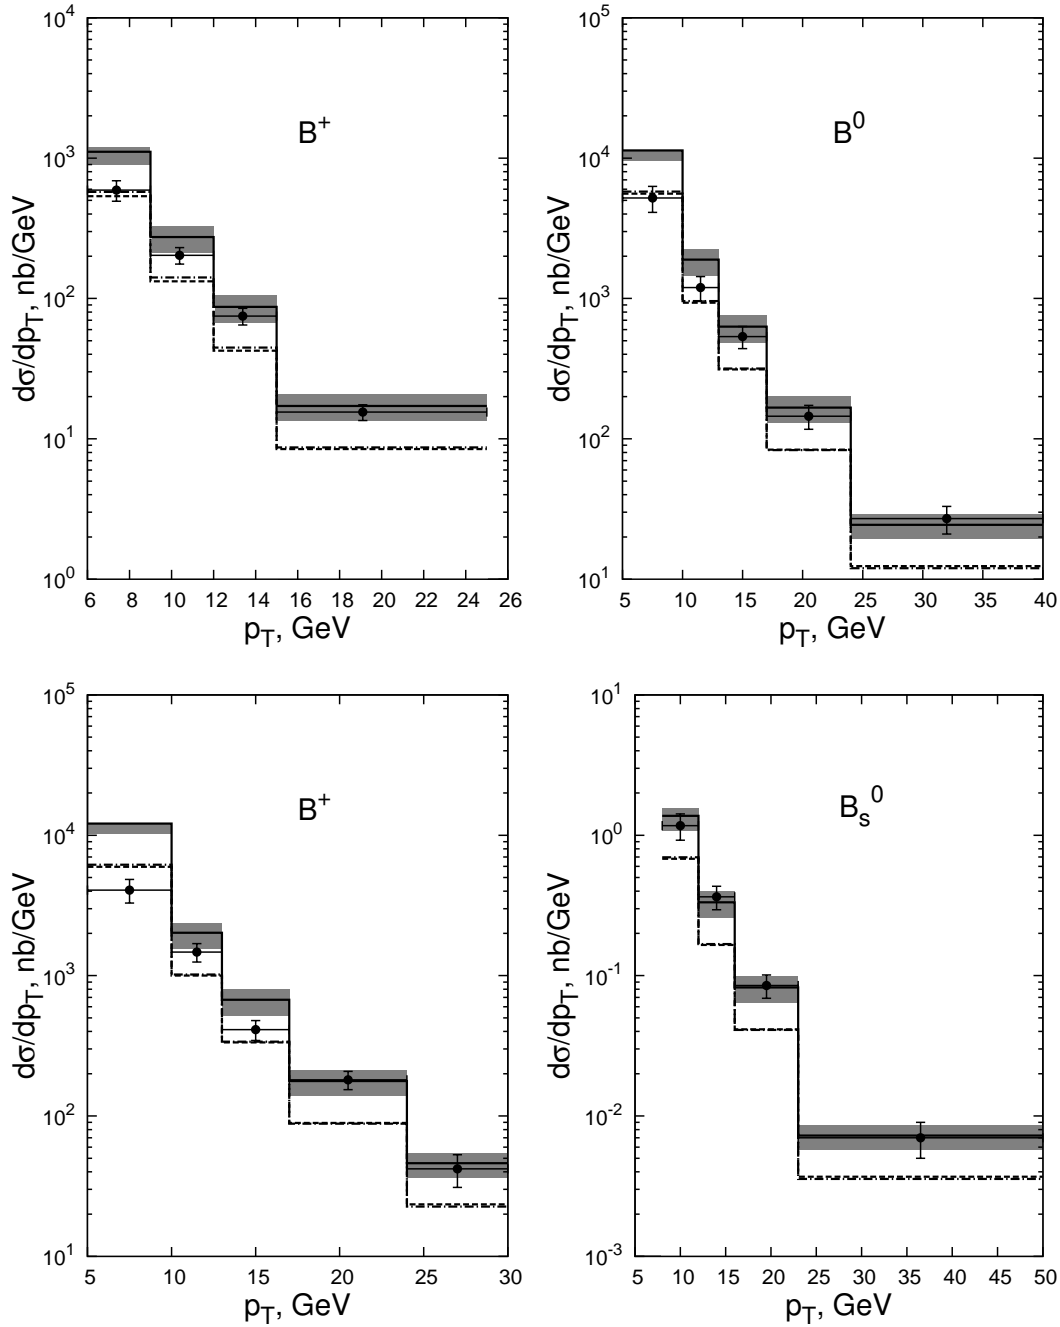 10^4
10^3
10^2
10^1
10^0
dσ/dp_T, nb/GeV
B^+
6 8 10 12 14 16 18 20 22 24 26
p_T, GeV
10^5
10^4
10^3
10^2
10^1
dσ/dp_T, nb/GeV
B^0
5 10 15 20 25 30 35 40
p_T, GeV
10^5
10^4
10^3
10^2
10^1
dσ/dp_T, nb/GeV
B^+
5 10 15 20 25 30
p_T, GeV
10^1
10^0
10^-1
10^-2
10^-3
dσ/dp_T, nb/GeV
B_s^0
5 10 15 20 25 30 35 40 45 50
p_T, GeV